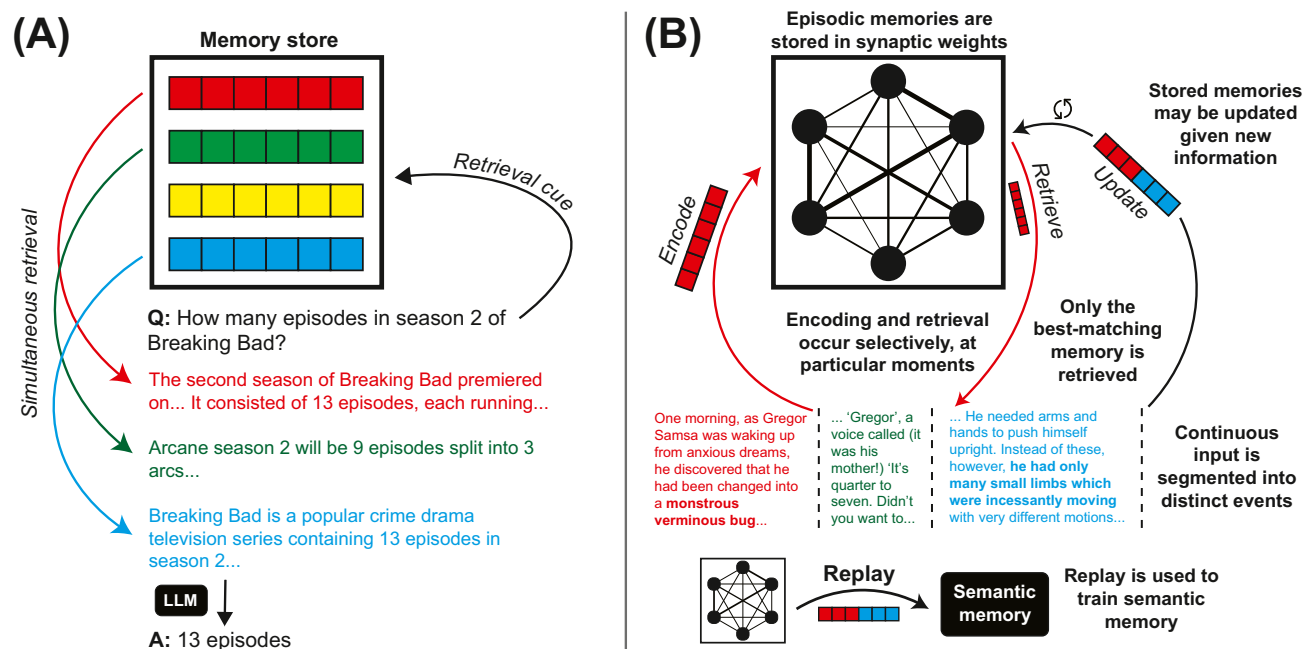 (A)
Memory store
Retrieval cue
Simultaneous retrieval
Q: How many episodes in season 2 of
Breaking Bad?
The second season of Breaking Bad premiered
on... It consisted of 13 episodes, each running...
Arcane season 2 will be 9 episodes split into 3
arcs...
Breaking Bad is a popular crime drama
television series containing 13 episodes in
season 2...
LLM
A: 13 episodes
(B)
Episodic memories are
stored in synaptic weights
Stored memories
may be updated
given new
information
Encode
Retrieve
Update
Encoding and retrieval
occur selectively, at
particular moments
Only the
best-matching
memory is
retrieved
One morning, as Gregor
Samsa was waking up
from anxious dreams,
he discovered that he
had been changed into
a monstrous
verminous bug...
... ‘Gregor’, a
voice called (it
was his
mother!) ‘It’s
quarter to
seven. Didn’t
you want to...
... He needed arms and
hands to push himself
upright. Instead of these,
however, he had only
many small limbs which
were incessantly moving
with very different motions...
Continuous
input is
segmented into
distinct events
Replay
Semantic
memory
Replay is used to
train semantic
memory